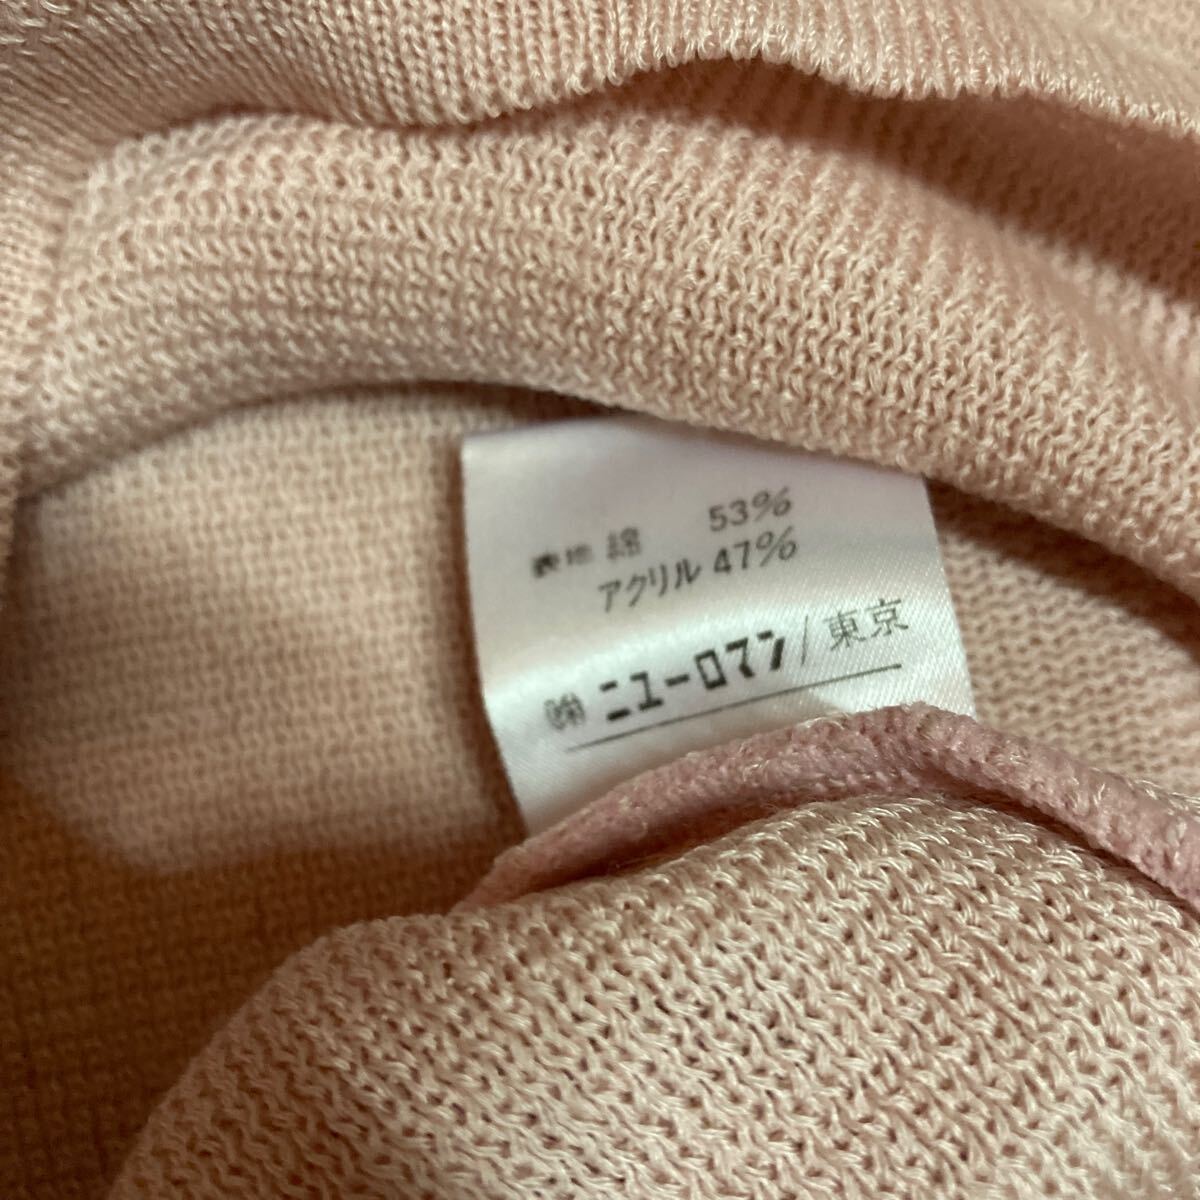 表地 綿 53%
アクリル 47%
㈱ ニューロマン/東京